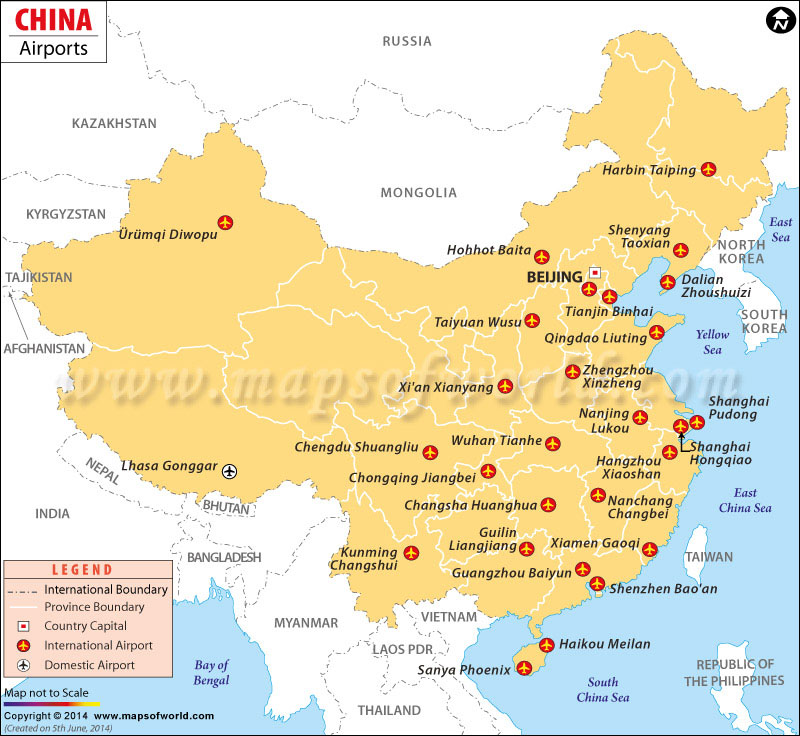 CHINA
Airports
RUSSIA
KAZAKHSTAN
MONGOLIA
Harbin Taiping
KYRGYZSTAN
Ürümqi Diwopu
East
Sea
Shenyang
Taoxian
Hohhot Baita
NORTH
KOREA
TAJIKISTAN
BEIJING
Dalian
Zhoushuizi
Tianjin Binhai
SOUTH
KOREA
Taiyuan Wusu
Qingdao Liuting
Yellow
Sea
AFGHANISTAN
Zhengzhou
Xinzheng
www.mapsofworld.com
Xi'an Xianyang
Shanghai
Pudong
Nanjing
Lukou
Wuhan Tianhe
Chengdu Shuangliu
Shanghai
Hongqiao
Hangzhou
Xiaoshan
Lhasa Gonggar
NEPAL
Chongqing Jiangbei
Changsha Huanghua
Nanchang
Changbei
East
China Sea
INDIA
BHUTAN
Guilin
Liangjiang
Xiamen Gaoqi
Kunming
Changshui
BANGLADESH
TAIWAN
Guangzhou Baiyun
Shenzhen Bao'an
LEGEND
International Boundary
Province Boundary
Country Capital
International Airport
Domestic Airport
MYANMAR
VIETNAM
LAOS PDR
Haikou Meilan
Sanya Phoenix
Bay of
Bengal
South
China Sea
REPUBLIC OF
THE PHILIPPINES
THAILAND
Map not to Scale
Copyright © 2014 www.mapsofworld.com
(Created on 5th June, 2014)